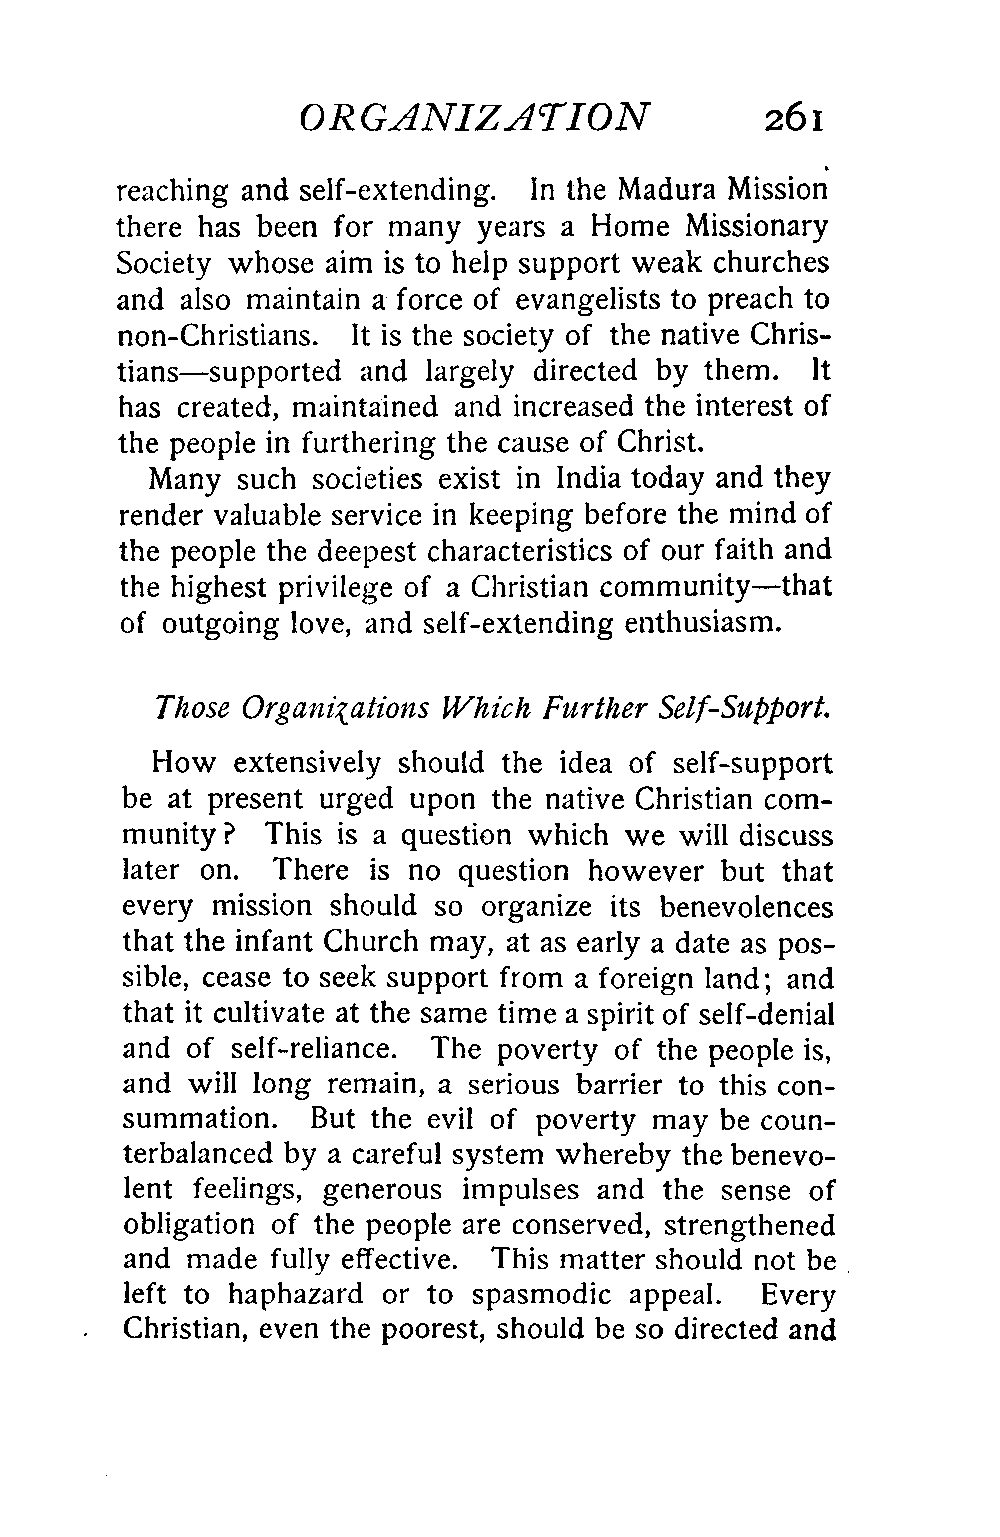 ORGANIZATION 261
reaching and self-extending. In the Madura Mission
there has been for many years a Home Missionary
Society whose aim is to help support weak churches
and also maintain a force of evangelists to preach to
non-Christians. It is the society of the native Chris-
tians—supported and largely directed by them. It
has created, maintained and increased the interest of
the people in furthering the cause of Christ.
Many such societies exist in India today and they
render valuable service in keeping before the mind of
the people the deepest characteristics of our faith and
the highest privilege of a Christian community—that
of outgoing love, and self-extending enthusiasm.
Those Organizations Which Further Self-Support.
How extensively should the idea of self-support
be at present urged upon the native Christian com-
munity? This is a question which we will discuss
later on. There is no question however but that
every mission should so organize its benevolences
that the infant Church may, at as early a date as pos-
sible, cease to seek support from a foreign land; and
that it cultivate at the same time a spirit of self-denial
and of self-reliance. The poverty of the people is,
and will long remain, a serious barrier to this con-
summation. But the evil of poverty may be coun-
terbalanced by a careful system whereby the benevo-
lent feelings, generous impulses and the sense of
obligation of the people are conserved, strengthened
and made fully effective. This matter should not be
left to haphazard or to spasmodic appeal. Every
Christian, even the poorest, should be so directed and